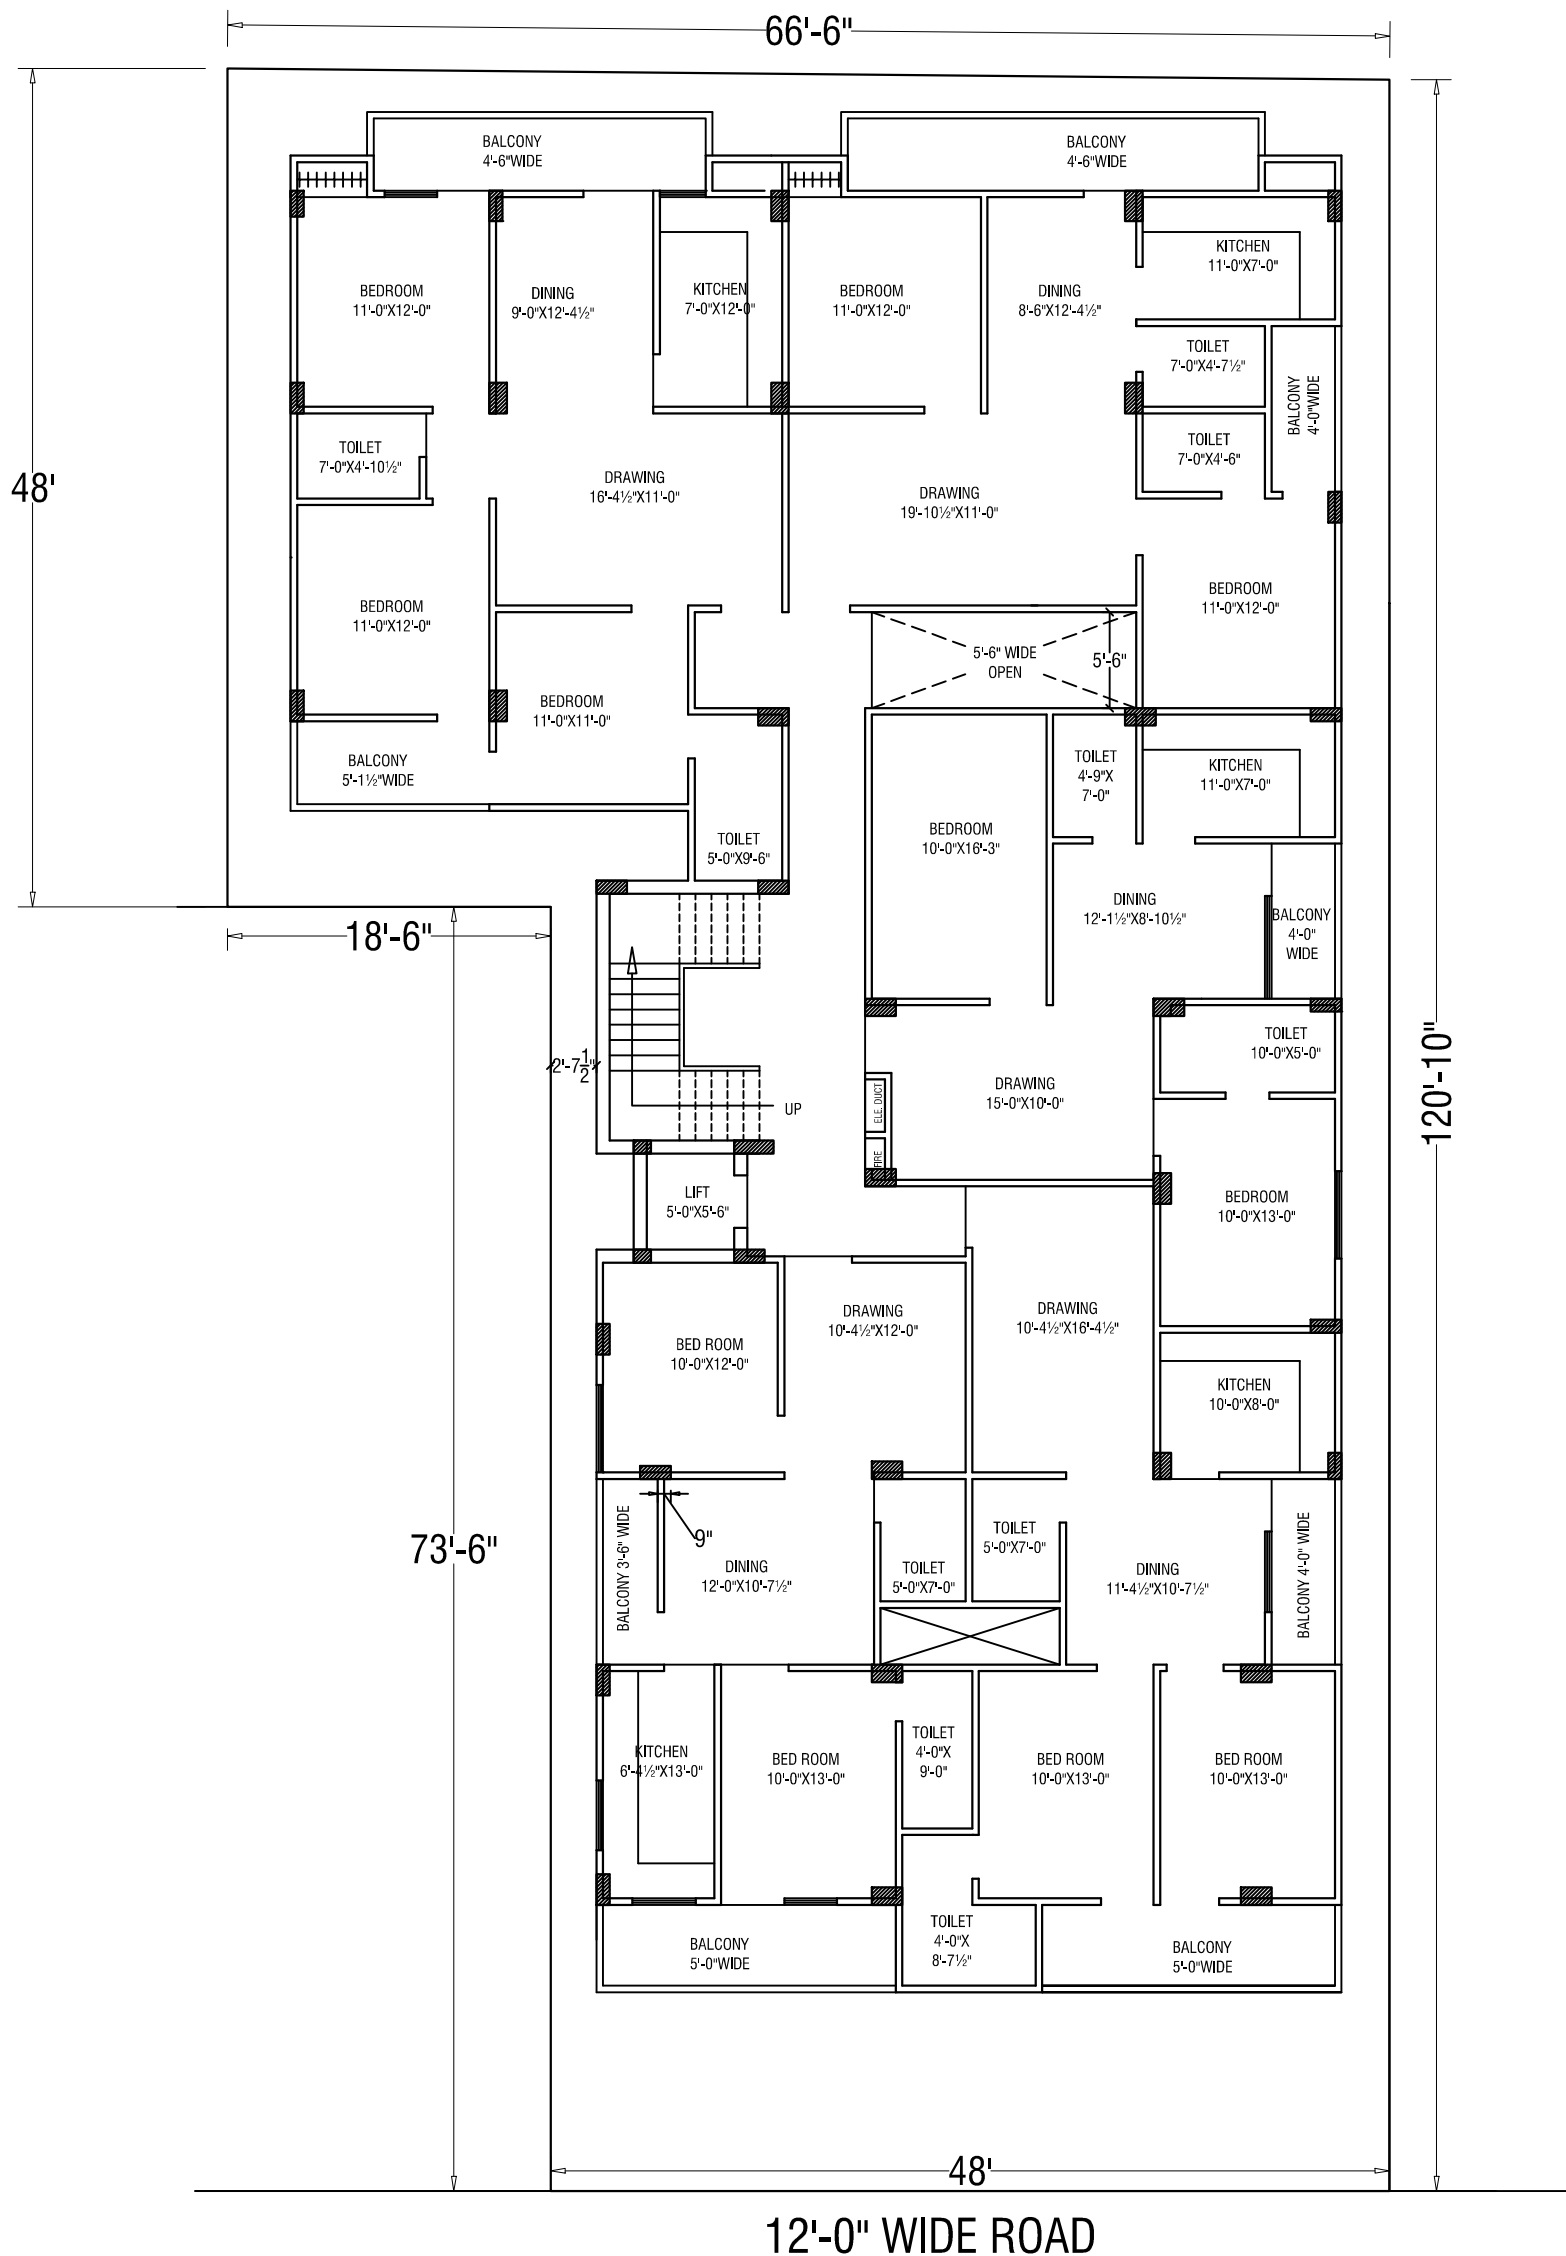 66'-6"
BALCONY
4'-6"WIDE
BALCONY
4'-6"WIDE
BEDROOM
11'-0"X12'-0"
DINING
9'-0"X12'-4½"
KITCHEN
7'-0"X12'-0"
BEDROOM
11'-0"X12'-0"
DINING
8'-6"X12'-4½"
KITCHEN
11'-0"X7'-0"
TOILET
7'-0"X4'-7½"
BALCONY
4'-0"WIDE
TOILET
7'-0"X4'-10½"
TOILET
7'-0"X4'-6"
48'
DRAWING
16'-4½"X11'-0"
DRAWING
19'-10½"X11'-0"
BEDROOM
11'-0"X12'-0"
BEDROOM
11'-0"X12'-0"
5'-6" WIDE
OPEN
5'-6"
BEDROOM
11'-0"X11'-0"
BALCONY
5'-1½"WIDE
TOILET
4'-9"X
7'-0"
KITCHEN
11'-0"X7'-0"
TOILET
5'-0"X9'-6"
BEDROOM
10'-0"X16'-3"
DINING
12'-1½"X8'-10½"
BALCONY
4'-0"
WIDE
18'-6"
2'-7½"
UP
TOILET
10'-0"X5'-0"
DRAWING
15'-0"X10'-0"
ELE. DUCT
FIRE
120'-10"
LIFT
5'-0"X5'-6"
BEDROOM
10'-0"X13'-0"
DRAWING
10'-4½"X12'-0"
DRAWING
10'-4½"X16'-4½"
BED ROOM
10'-0"X12'-0"
KITCHEN
10'-0"X8'-0"
73'-6"
BALCONY 3'-6" WIDE
9"
DINING
12'-0"X10'-7½"
TOILET
5'-0"X7'-0"
TOILET
5'-0"X7'-0"
DINING
11'-4½"X10'-7½"
BALCONY 4'-0" WIDE
KITCHEN
6'-4½"X13'-0"
BED ROOM
10'-0"X13'-0"
TOILET
4'-0"X
9'-0"
BED ROOM
10'-0"X13'-0"
BED ROOM
10'-0"X13'-0"
BALCONY
5'-0"WIDE
TOILET
4'-0"X
8'-7½"
BALCONY
5'-0"WIDE
48'
12'-0" WIDE ROAD